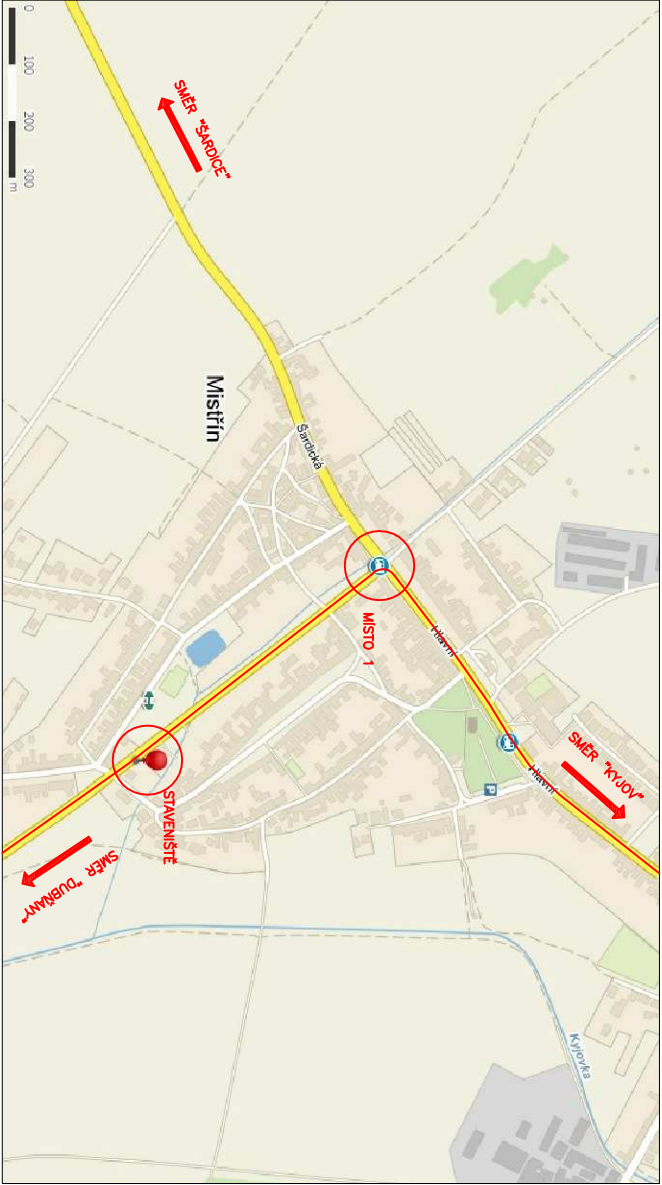 0 100 200 300
m
SMĚR "ŠARDICE"
Mistřín
Šardická
MÍSTO 1
Hlavní
Hlavní
P
SMĚR "KYJOV"
STAVENIŠTĚ
SMĚR "DUBŇANY"
Kyjovka